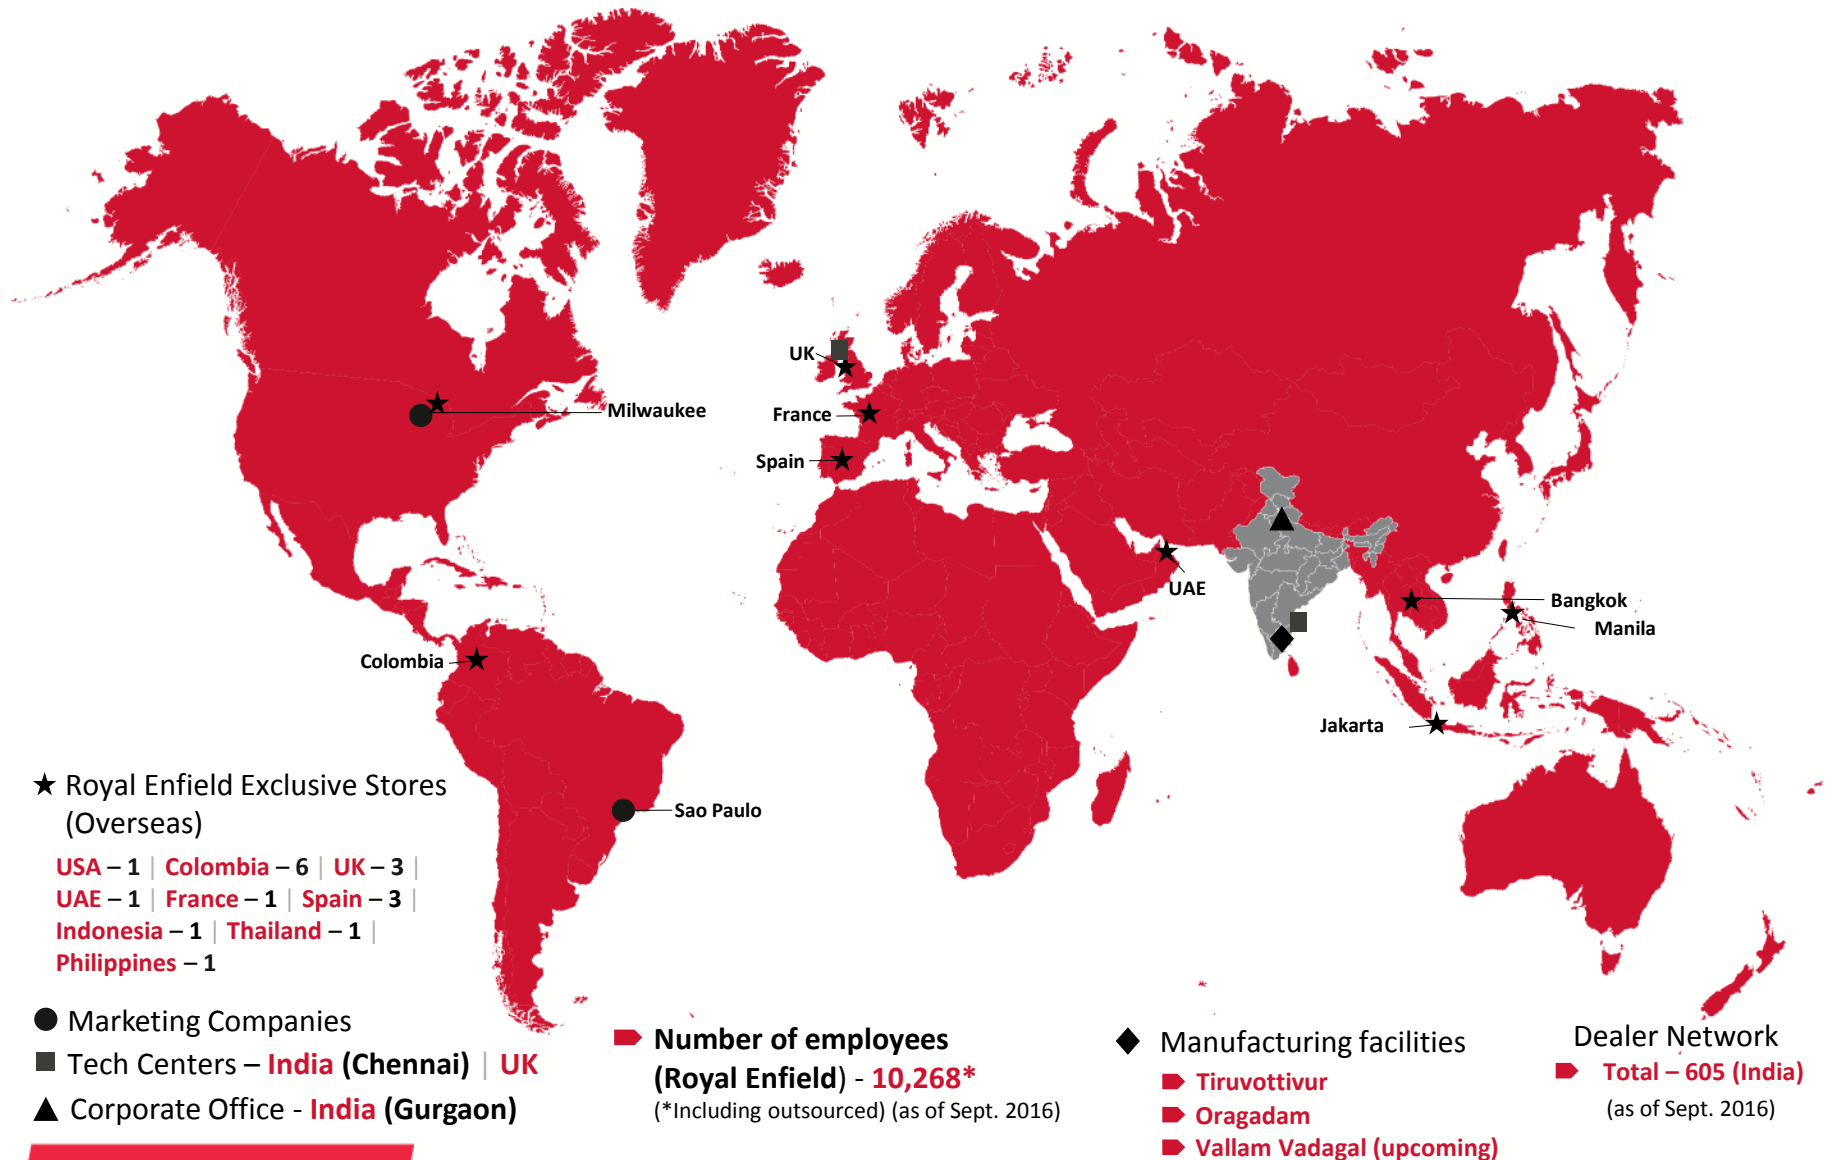 UK
Milwaukee
France
Spain
UAE
Bangkok
Manila
Colombia
Jakarta
Sao Paulo
★ Royal Enfield Exclusive Stores
(Overseas)
USA – 1 | Colombia – 6 | UK – 3 |
UAE – 1 | France – 1 | Spain – 3 |
Indonesia – 1 | Thailand – 1 |
Philippines – 1
● Marketing Companies
■ Tech Centers – India (Chennai) | UK
▲ Corporate Office - India (Gurgaon)
Number of employees
(Royal Enfield) - 10,268*
(*Including outsourced) (as of Sept. 2016)
◆ Manufacturing facilities
Tiruvottivur
Oragadam
Vallam Vadagal (upcoming)
Dealer Network
Total – 605 (India)
(as of Sept. 2016)